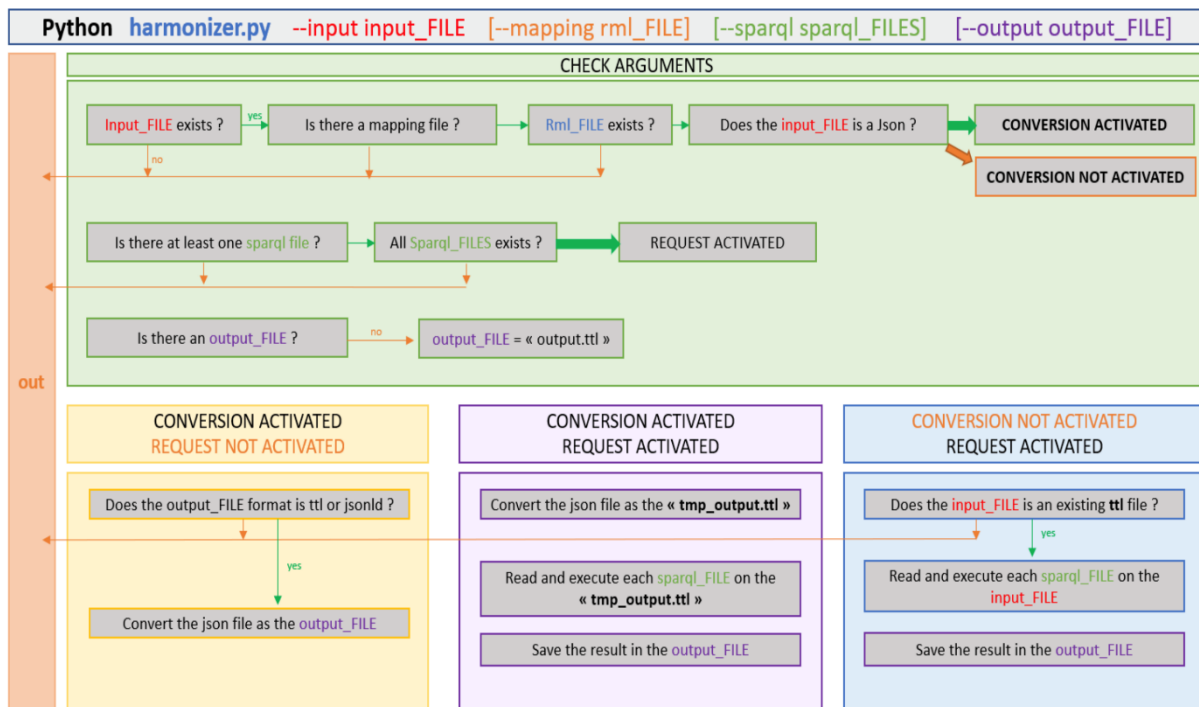 Python harmonizer.py --input input_FILE [--mapping rml_FILE] [--sparql sparql_FILES] [--output output_FILE]
CHECK ARGUMENTS
Input_FILE exists ?
yes
Is there a mapping file ?
Rml_FILE exists ?
Does the input_FILE is a Json ?
CONVERSION ACTIVATED
no
CONVERSION NOT ACTIVATED
Is there at least one sparql file ?
All Sparql_FILES exists ?
REQUEST ACTIVATED
Is there an output_FILE ?
no
output_FILE = « output.ttl »
out
CONVERSION ACTIVATED
REQUEST NOT ACTIVATED
Does the output_FILE format is ttl or jsonld ?
yes
Convert the json file as the output_FILE
CONVERSION ACTIVATED
REQUEST ACTIVATED
Convert the json file as the « tmp_output.ttl »
Read and execute each sparql_FILE on the
« tmp_output.ttl »
Save the result in the output_FILE
CONVERSION NOT ACTIVATED
REQUEST ACTIVATED
Does the input_FILE is an existing ttl file ?
yes
Read and execute each sparql_FILE on the
input_FILE
Save the result in the output_FILE